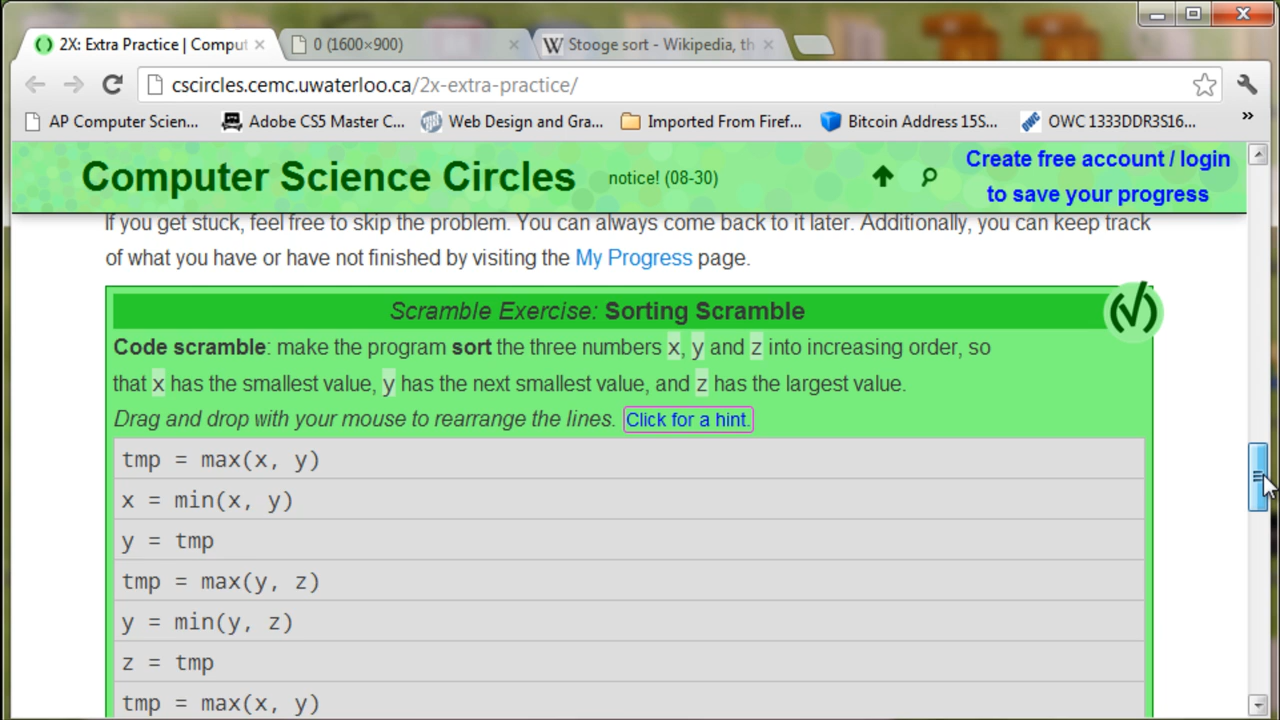 2X: Extra Practice | Comput
0 (1600×900)
Stooge sort - Wikipedia, th
cscircles.cemc.uwaterloo.ca/2x-extra-practice/
AP Computer Scien...
Adobe CS5 Master C...
Web Design and Gra...
Imported From Firef...
Bitcoin Address 15S...
OWC 1333DDR3S16...
»
Computer Science Circles
notice! (08-30)
Create free account / login
to save your progress
If you get stuck, feel free to skip the problem. You can always come back to it later. Additionally, you can keep track
of what you have or have not finished by visiting the My Progress page.
Scramble Exercise: Sorting Scramble
Code scramble: make the program sort the three numbers x, y and z into increasing order, so
that x has the smallest value, y has the next smallest value, and z has the largest value.
Drag and drop with your mouse to rearrange the lines. Click for a hint.
tmp = max(x, y)
x = min(x, y)
y = tmp
tmp = max(y, z)
y = min(y, z)
z = tmp
tmp = max(x, y)